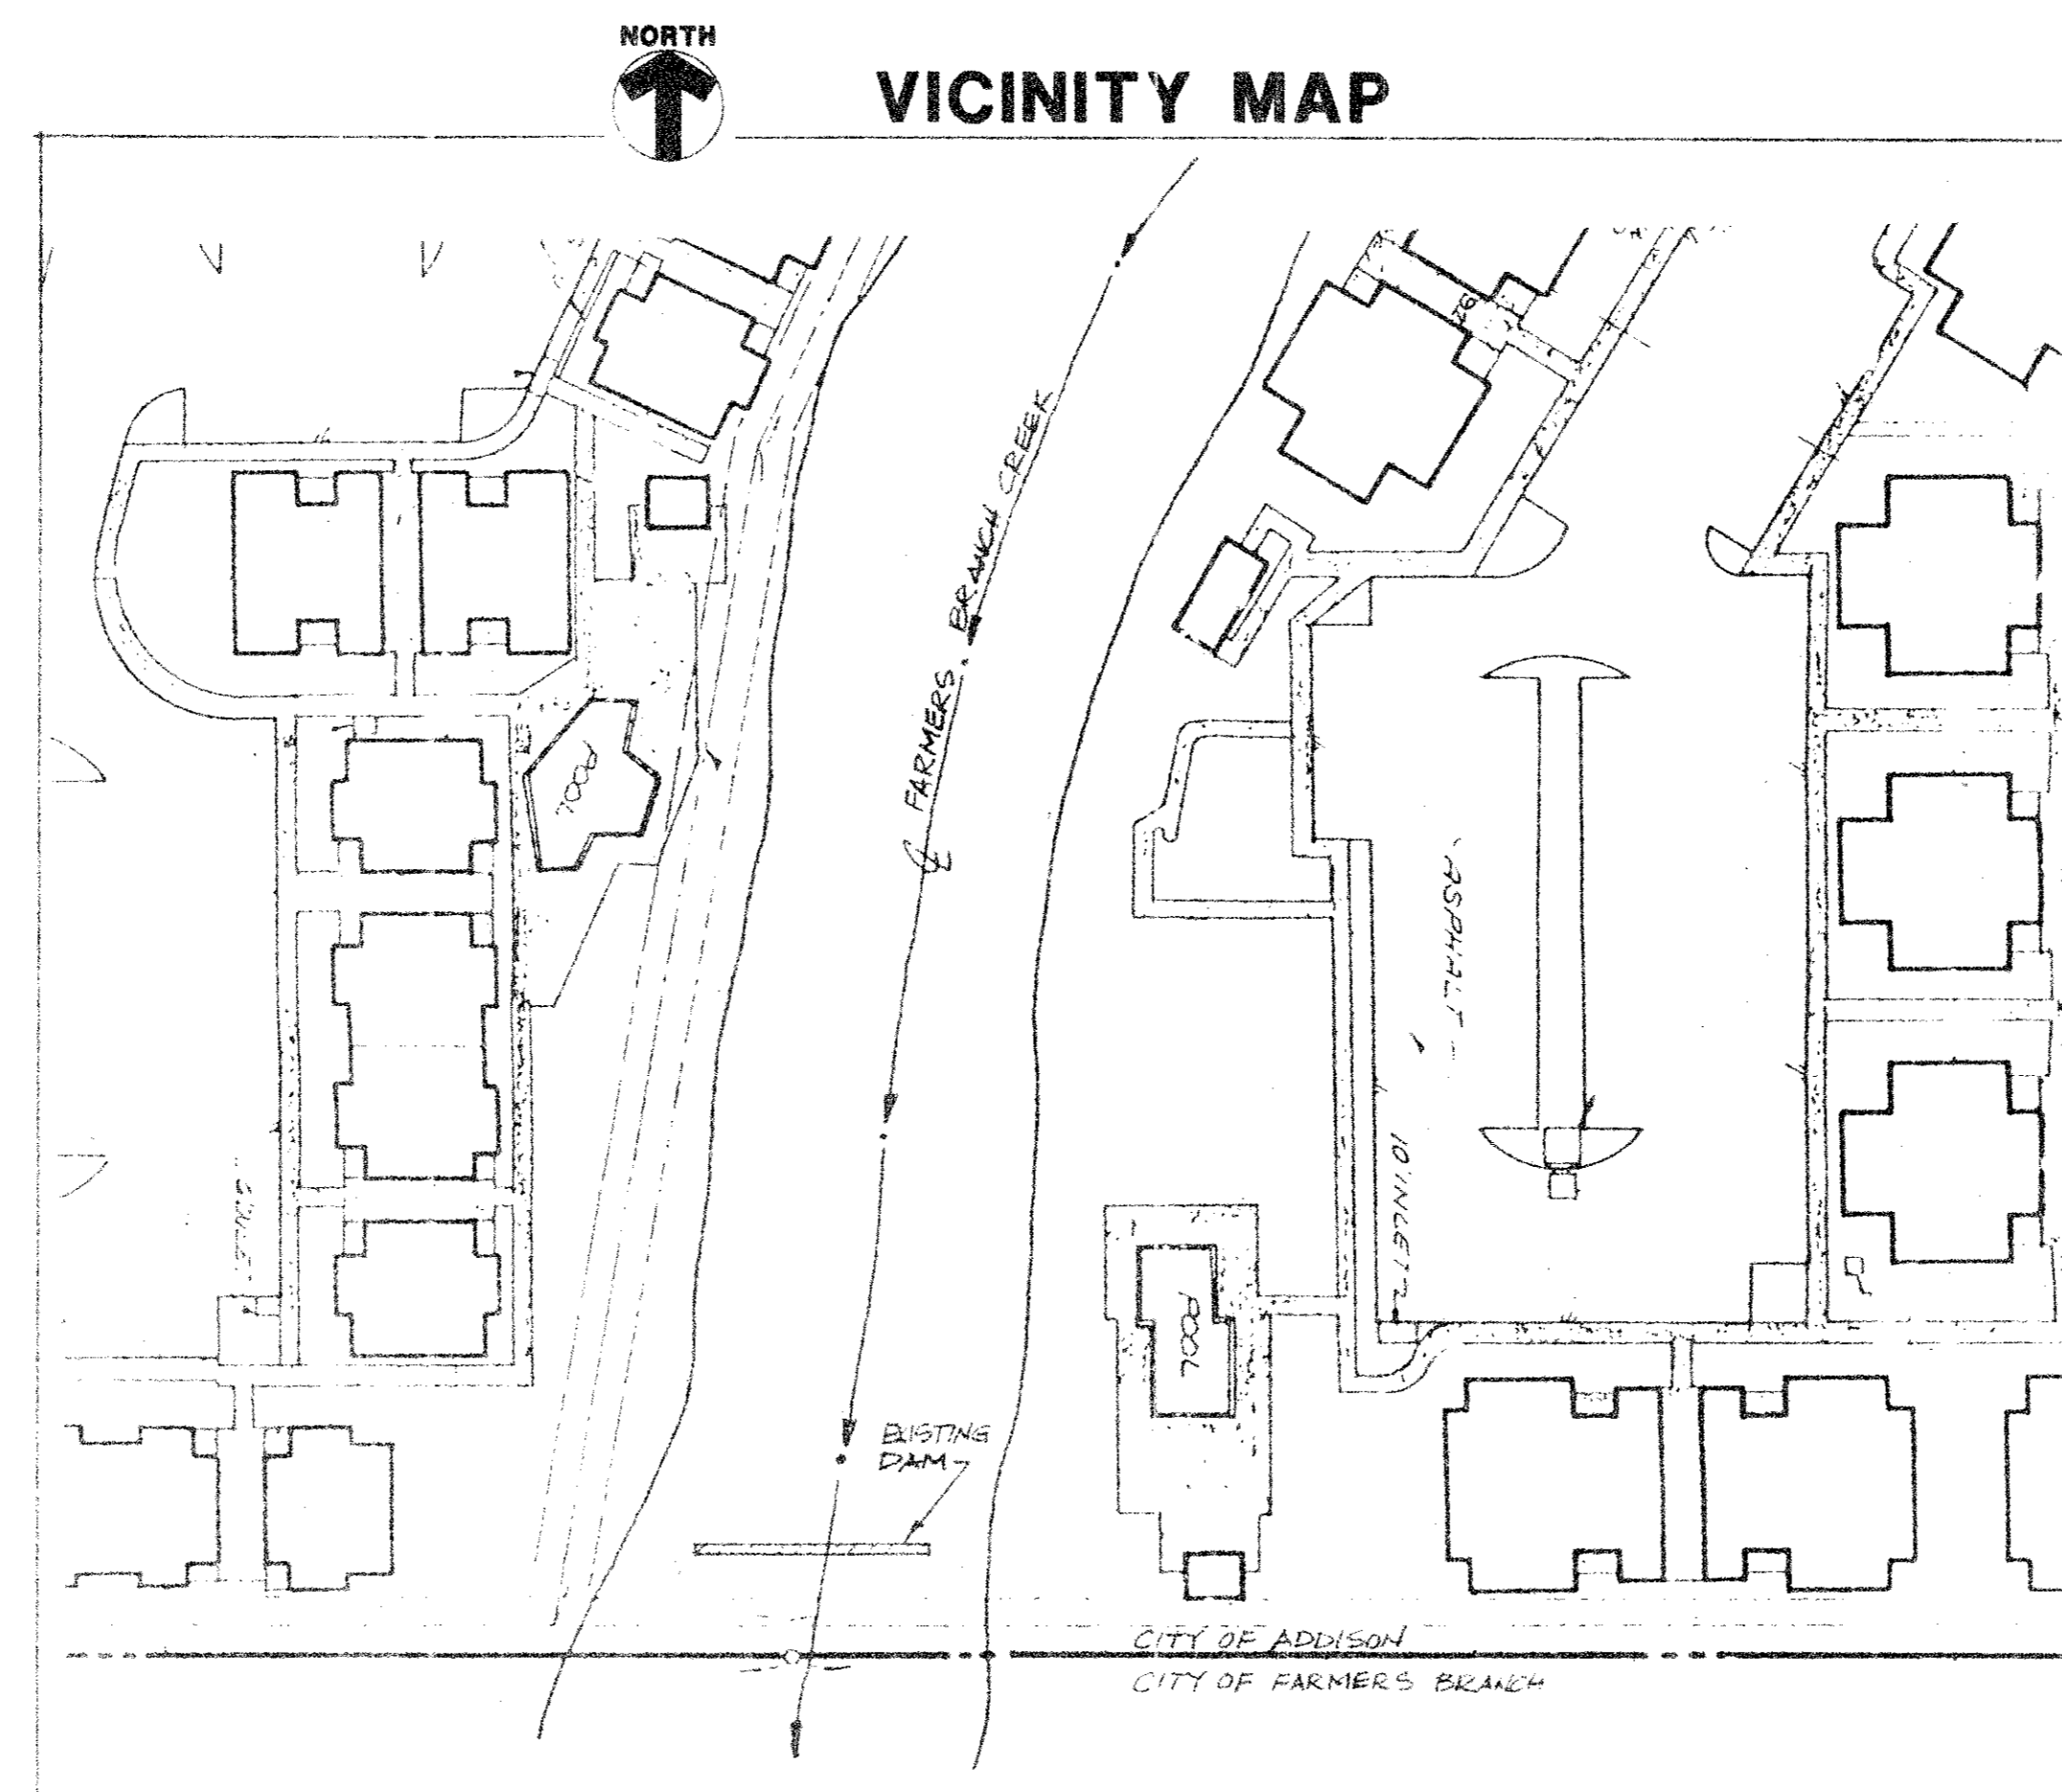 NORTH
VICINITY MAP
℄ FARMERS BRANCH CREEK
POOL
ASPHALT
10' INLET
POOL
EXISTING
DAM
CITY OF ADDISON
CITY OF FARMERS BRANCH